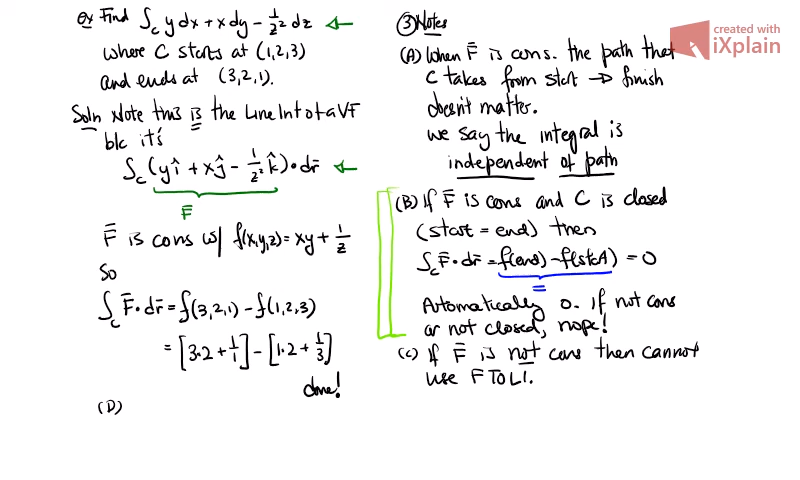 ex Find ∫_C y dx + x dy - 1/z² dz ←
where C starts at (1,2,3)
and ends at (3,2,1).
Soln Note this is the Line Int of a VF
b/c it's
∫_C (y î + x ĵ - 1/z² k̂) • d r̄ ←
F̄
F̄ is cons w/ f(x,y,z) = xy + 1/z
So
∫_C F̄ • d r̄ = f(3,2,1) - f(1,2,3)
= [3·2 + 1/1] - [1·2 + 1/3]
done!
(D)
③ Notes
(A) When F̄ is cons. the path that
C takes from start → finish
doesn't matter.
We say the integral is
independent of path
(B) If F̄ is cons and C is closed
(start = end) then
∫_C F̄ • d r̄ = f(end) - f(start) = 0
Automatically 0. If not cons
or not closed, nope!
(C) If F̄ is not cons then cannot
use FTOLI.
created with
iXplain